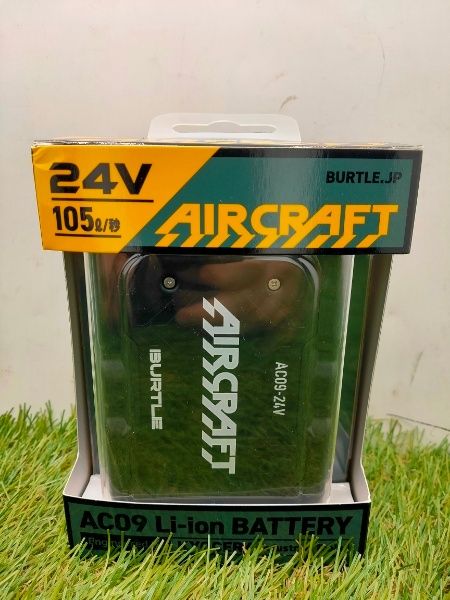 24V
BURTLE.JP
105ℓ/秒
AIRCRAFT
AIRCRAFT
BURTLE
AC09-24V
AC09 Li-ion BATTERY